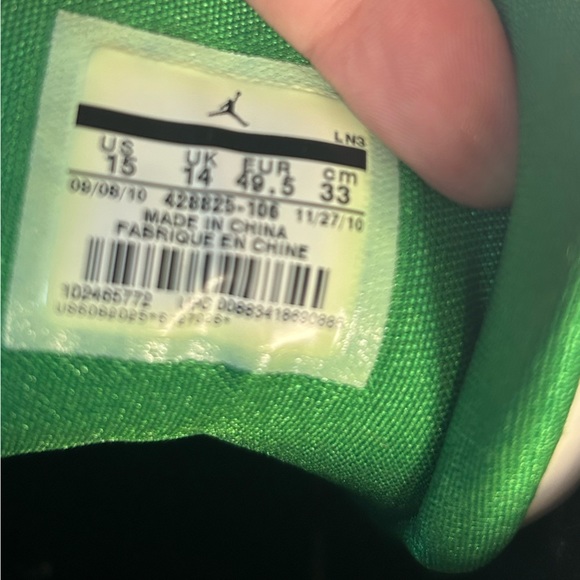 LN3
US UK EUR cm
15 14 49.5 33
09/08/10 428825-106 11/27/10
MADE IN CHINA
FABRIQUE EN CHINE
102465772